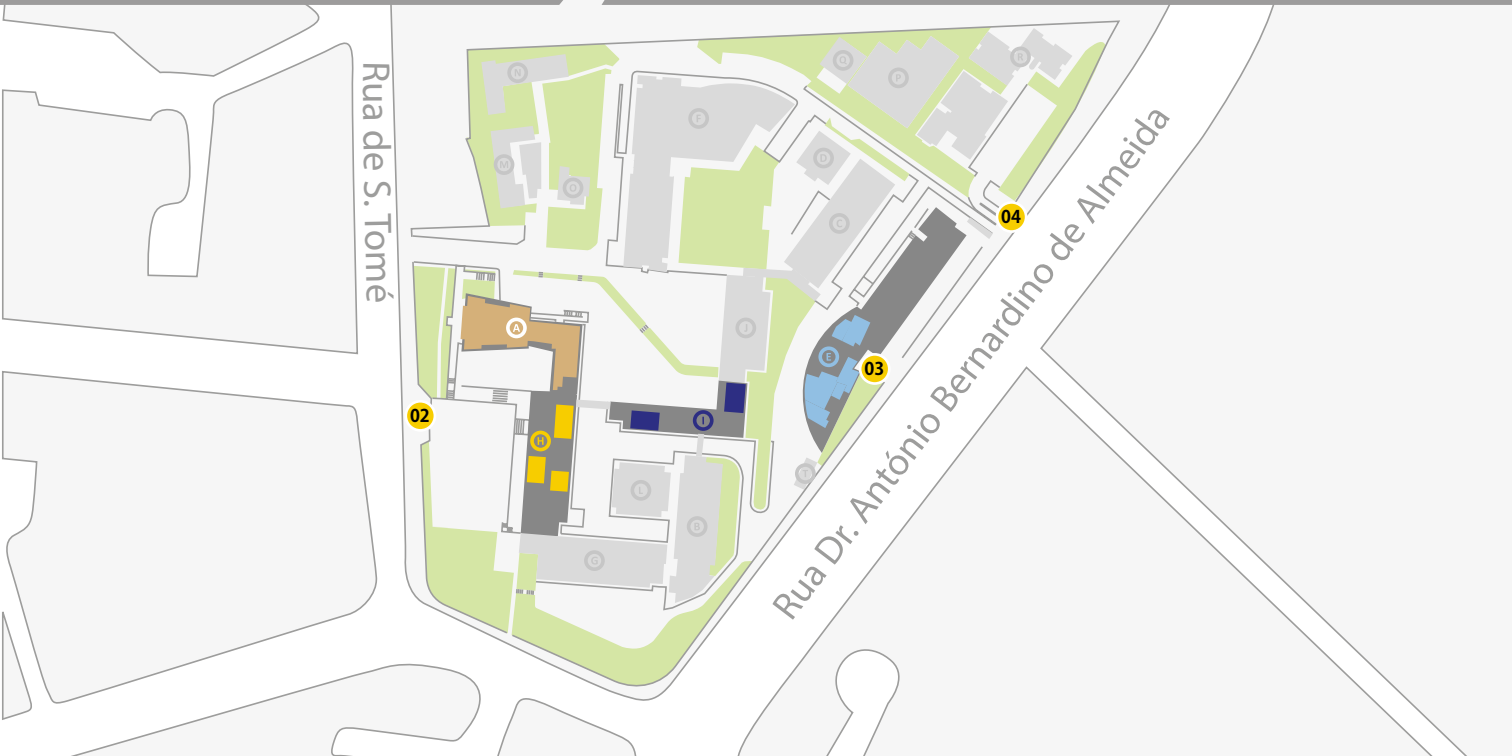 Rua de S. Tomé
Rua Dr. António Bernardino de Almeida
N
M
O
F
Q
P
R
D
C
04
A
J
E
03
02
H
I
L
B
T
G